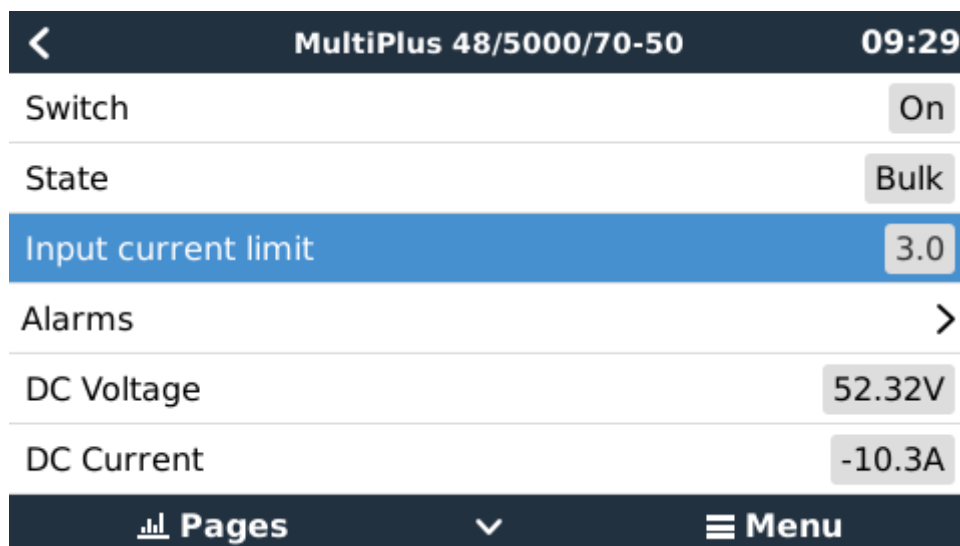 MultiPlus 48/5000/70-50 09:29
Switch On
State Bulk
Input current limit 3.0
Alarms
DC Voltage 52.32V
DC Current -10.3A
Pages Menu